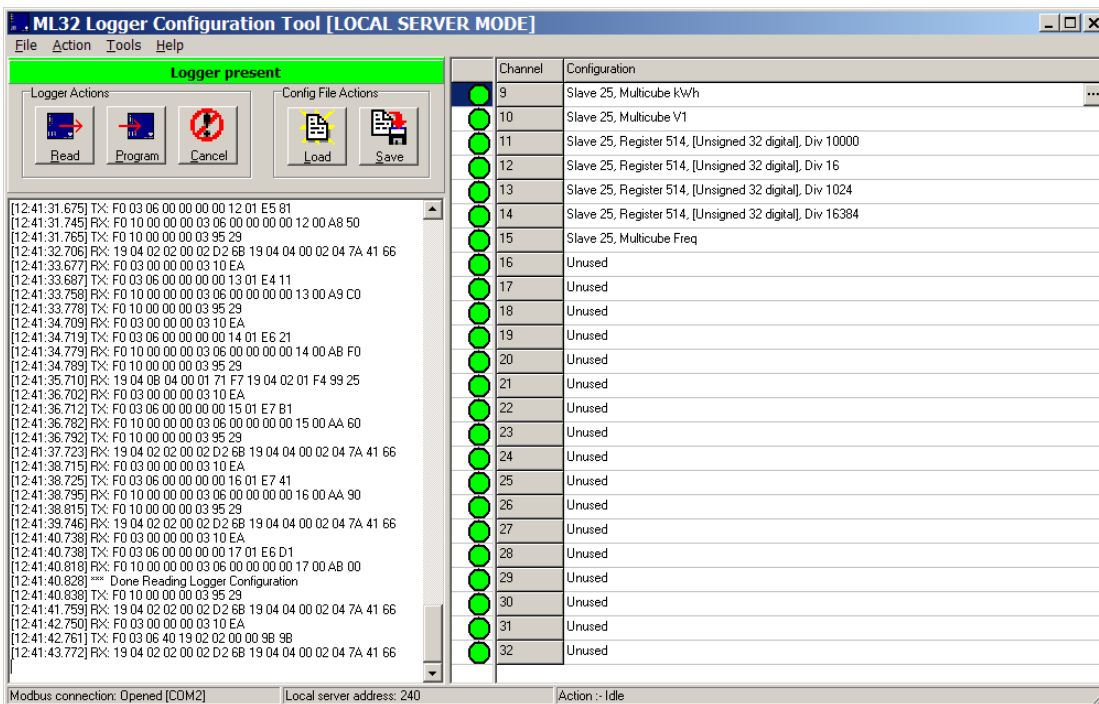 ML32 Logger Configuration Tool [LOCAL SERVER MODE]
File Action Tools Help
Logger present
Logger Actions
Config File Actions
Read
Program
Cancel
Load
Save
[12:41:31.675] TX: F0 03 06 00 00 00 00 12 01 E5 81
[12:41:31.745] RX: F0 10 00 00 00 03 06 00 00 00 00 12 00 A8 50
[12:41:31.765] TX: F0 10 00 00 00 03 95 29
[12:41:32.706] RX: 19 04 02 02 00 02 D2 6B 19 04 04 00 02 04 7A 41 66
[12:41:33.677] RX: F0 03 00 00 00 03 10 EA
[12:41:33.687] TX: F0 03 06 00 00 00 00 13 01 E4 11
[12:41:33.758] RX: F0 10 00 00 00 03 06 00 00 00 00 13 00 A9 C0
[12:41:33.778] TX: F0 10 00 00 00 03 95 29
[12:41:34.709] RX: F0 03 00 00 00 03 10 EA
[12:41:34.719] TX: F0 03 06 00 00 00 00 14 01 E6 21
[12:41:34.779] RX: F0 10 00 00 00 03 06 00 00 00 00 14 00 AB F0
[12:41:34.789] TX: F0 10 00 00 00 03 95 29
[12:41:35.710] RX: 19 04 0B 04 00 01 71 F7 19 04 02 01 F4 99 25
[12:41:36.702] RX: F0 03 00 00 00 03 10 EA
[12:41:36.712] TX: F0 03 06 00 00 00 00 15 01 E7 B1
[12:41:36.782] RX: F0 10 00 00 00 03 06 00 00 00 00 15 00 AA 60
[12:41:36.792] TX: F0 10 00 00 00 03 95 29
[12:41:37.723] RX: 19 04 02 02 00 02 D2 6B 19 04 04 00 02 04 7A 41 66
[12:41:38.715] RX: F0 03 00 00 00 03 10 EA
[12:41:38.725] TX: F0 03 06 00 00 00 00 16 01 E7 41
[12:41:38.795] RX: F0 10 00 00 00 03 06 00 00 00 00 16 00 AA 90
[12:41:38.815] TX: F0 10 00 00 00 03 95 29
[12:41:39.746] RX: 19 04 02 02 00 02 D2 6B 19 04 04 00 02 04 7A 41 66
[12:41:40.738] RX: F0 03 00 00 00 03 10 EA
[12:41:40.738] TX: F0 03 06 00 00 00 00 17 01 E6 D1
[12:41:40.818] RX: F0 10 00 00 00 03 06 00 00 00 00 17 00 AB 00
[12:41:40.828] *** Done Reading Logger Configuration
[12:41:40.838] TX: F0 10 00 00 00 03 95 29
[12:41:41.759] RX: 19 04 02 02 00 02 D2 6B 19 04 04 00 02 04 7A 41 66
[12:41:42.750] RX: F0 03 00 00 00 03 10 EA
[12:41:42.761] TX: F0 03 06 40 19 02 02 00 00 9B 9B
[12:41:43.772] RX: 19 04 02 02 00 02 D2 6B 19 04 04 00 02 04 7A 41 66
Channel Configuration
9 Slave 25, Multicube kWh ...
10 Slave 25, Multicube V1
11 Slave 25, Register 514, [Unsigned 32 digital], Div 10000
12 Slave 25, Register 514, [Unsigned 32 digital], Div 16
13 Slave 25, Register 514, [Unsigned 32 digital], Div 1024
14 Slave 25, Register 514, [Unsigned 32 digital], Div 16384
15 Slave 25, Multicube Freq
16 Unused
17 Unused
18 Unused
19 Unused
20 Unused
21 Unused
22 Unused
23 Unused
24 Unused
25 Unused
26 Unused
27 Unused
28 Unused
29 Unused
30 Unused
31 Unused
32 Unused
Modbus connection: Opened [COM2] Local server address: 240 Action :- Idle